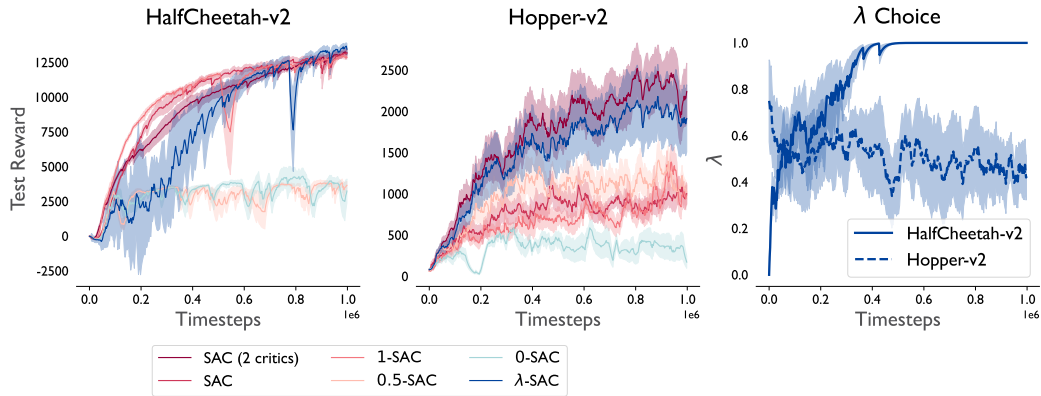 HalfCheetah-v2
Hopper-v2
λ Choice
Test Reward
12500
10000
7500
5000
2500
0
-2500
0.0 0.2 0.4 0.6 0.8 1.0
1e6
Timesteps
2500
2000
1500
1000
500
0
0.0 0.2 0.4 0.6 0.8 1.0
1e6
Timesteps
λ
1.0
0.8
0.6
0.4
0.2
0.0
HalfCheetah-v2
Hopper-v2
0.0 0.2 0.4 0.6 0.8 1.0
1e6
Timesteps
SAC (2 critics)
SAC
1-SAC
0.5-SAC
0-SAC
λ-SAC